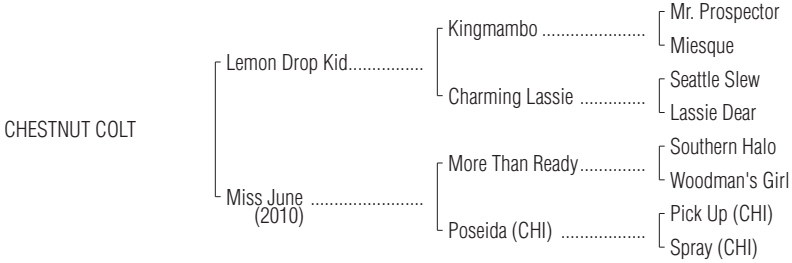 Mr. Prospector
Kingmambo ......................
Miesque
Lemon Drop Kid................
Seattle Slew
Charming Lassie ..............
Lassie Dear
CHESTNUT COLT
Southern Halo
More Than Ready..............
Woodman's Girl
Miss June ........................
(2010)
Pick Up (CHI)
Poseida (CHI) ..................
Spray (CHI)